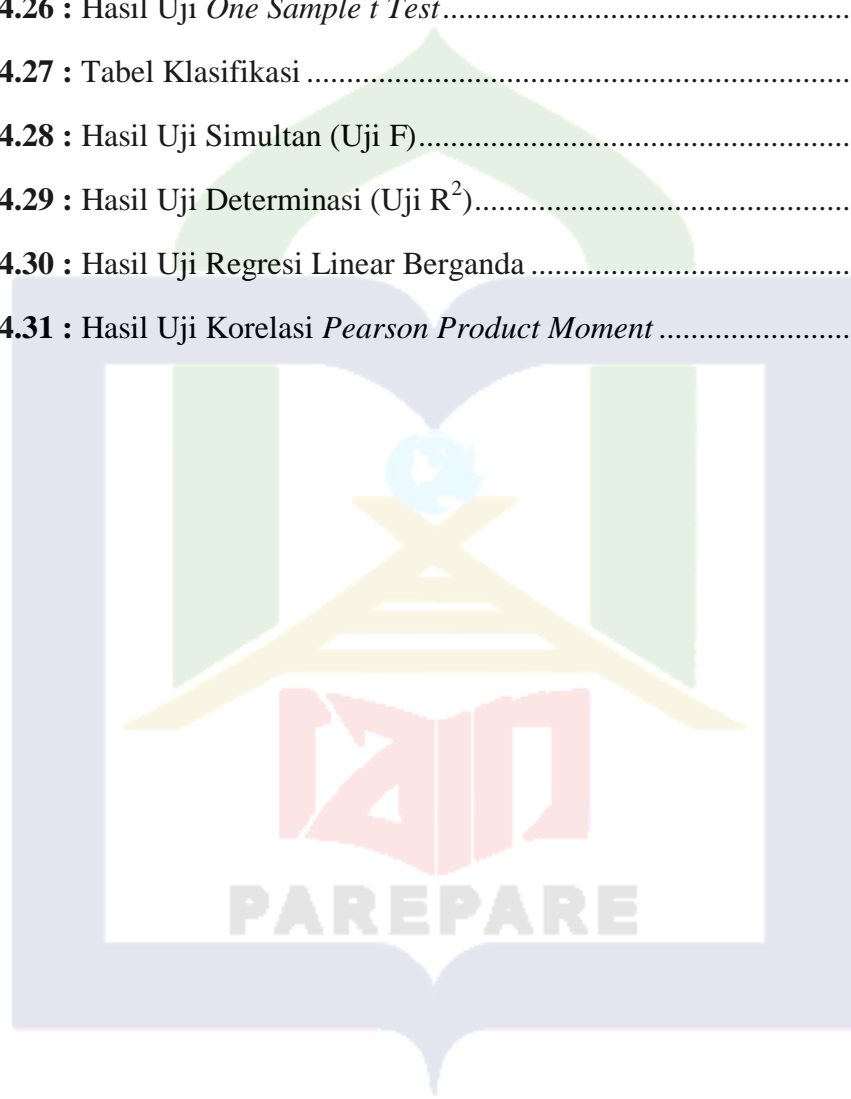 4.26 : Hasil Uji One Sample t Test..........................................................
4.27 : Tabel Klasifikasi ..............................................................................
4.28 : Hasil Uji Simultan (Uji F)..............................................................
4.29 : Hasil Uji Determinasi (Uji R²)......................................................
4.30 : Hasil Uji Regresi Linear Berganda ..............................................
4.31 : Hasil Uji Korelasi Pearson Product Moment ...........................
PAREPARE